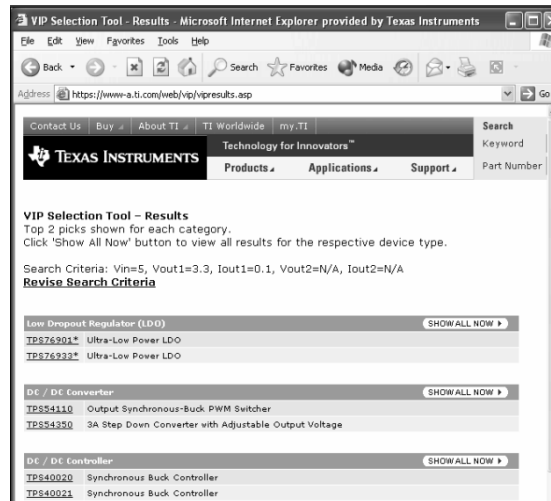 VIP Selection Tool - Results - Microsoft Internet Explorer provided by Texas Instruments
File Edit View Favorites Tools Help
Back Search Favorites Media
Address https://www-a.ti.com/web/vip/vipresults.asp Go
Contact Us Buy About TI TI Worldwide my.TI Search
Technology for Innovators™ Keyword
TEXAS INSTRUMENTS
Products Applications Support Part Number
VIP Selection Tool – Results
Top 2 picks shown for each category.
Click 'Show All Now' button to view all results for the respective device type.
Search Criteria: Vin=5, Vout1=3.3, Iout1=0.1, Vout2=N/A, Iout2=N/A
Revise Search Criteria
Low Dropout Regulator (LDO) SHOW ALL NOW
TPS76901* Ultra-Low Power LDO
TPS76933* Ultra-Low Power LDO
DC / DC Converter SHOW ALL NOW
TPS54110 Output Synchronous-Buck PWM Switcher
TPS54350 3A Step Down Converter with Adjustable Output Voltage
DC / DC Controller SHOW ALL NOW
TPS40020 Synchronous Buck Controller
TPS40021 Synchronous Buck Controller